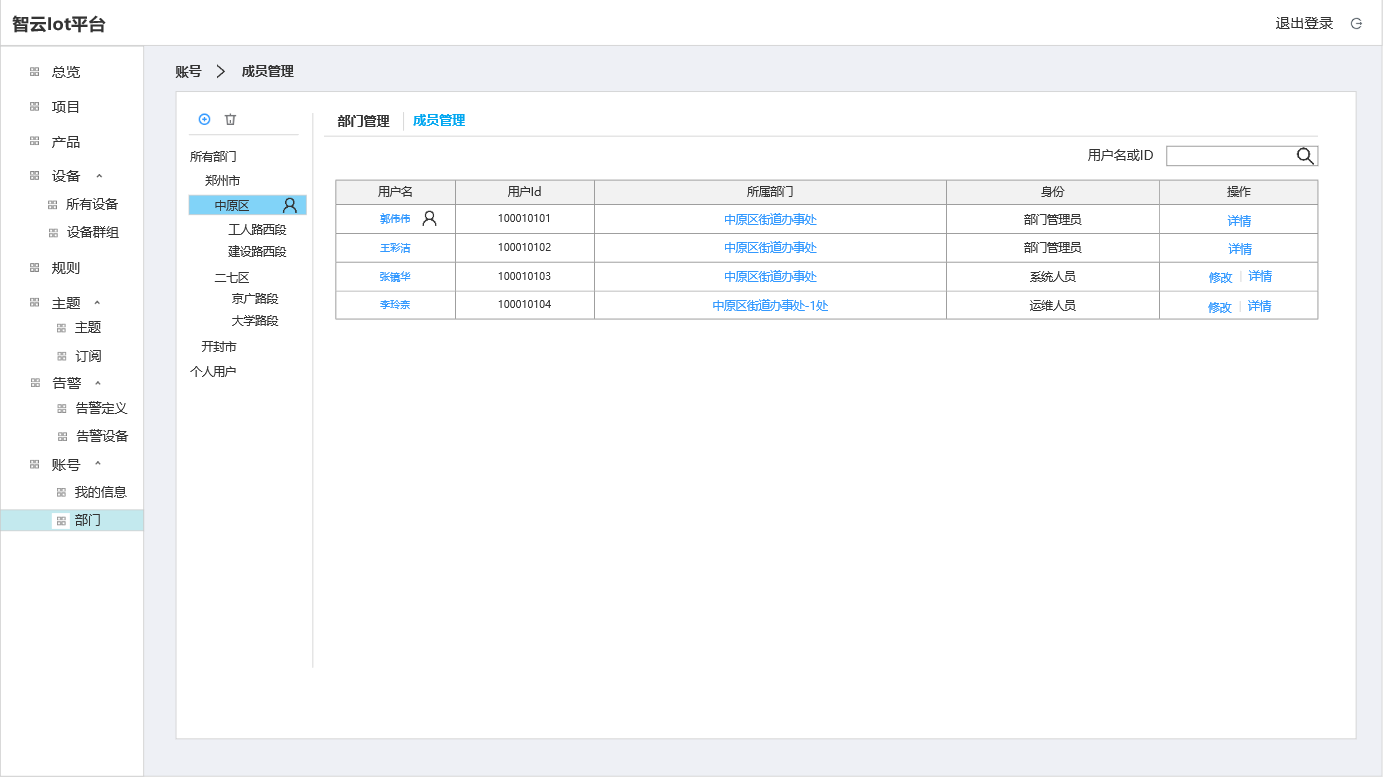 智云Iot平台
退出登录
总览
项目
产品
设备
所有设备
设备群组
规则
主题
主题
订阅
告警
告警定义
告警设备
账号
我的信息
部门
账号 成员管理
所有部门
郑州市
中原区
工人路西段
建设路西段
二七区
京广路段
大学路段
开封市
个人用户
部门管理 成员管理
用户名或ID
用户名 用户Id 所属部门 身份 操作
郭伟伟 100010101 中原区街道办事处 部门管理员 详情
王彩洁 100010102 中原区街道办事处 部门管理员 详情
张镜华 100010103 中原区街道办事处 系统人员 修改 详情
李玲奈 100010104 中原区街道办事处-1处 运维人员 修改 详情